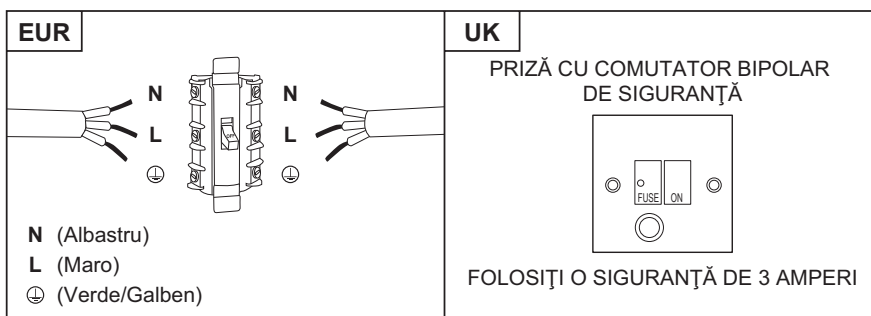 EUR
N
L
⏚
OFF
N
L
⏚
N (Albastru)
L (Maro)
⏚ (Verde/Galben)
UK
PRIZĂ CU COMUTATOR BIPOLAR
DE SIGURANŢĂ
FUSE ON
FOLOSIŢI O SIGURANŢĂ DE 3 AMPERI